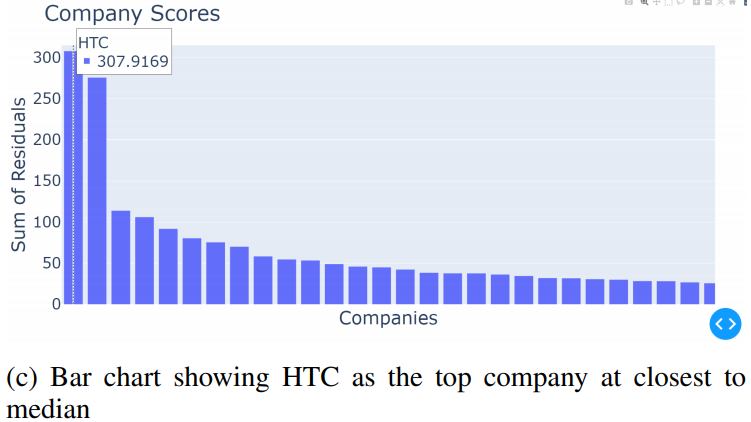 Company Scores
HTC
307.9169
300
250
200
150
100
50
0
Sum of Residuals
Companies
(c) Bar chart showing HTC as the top company at closest to
median